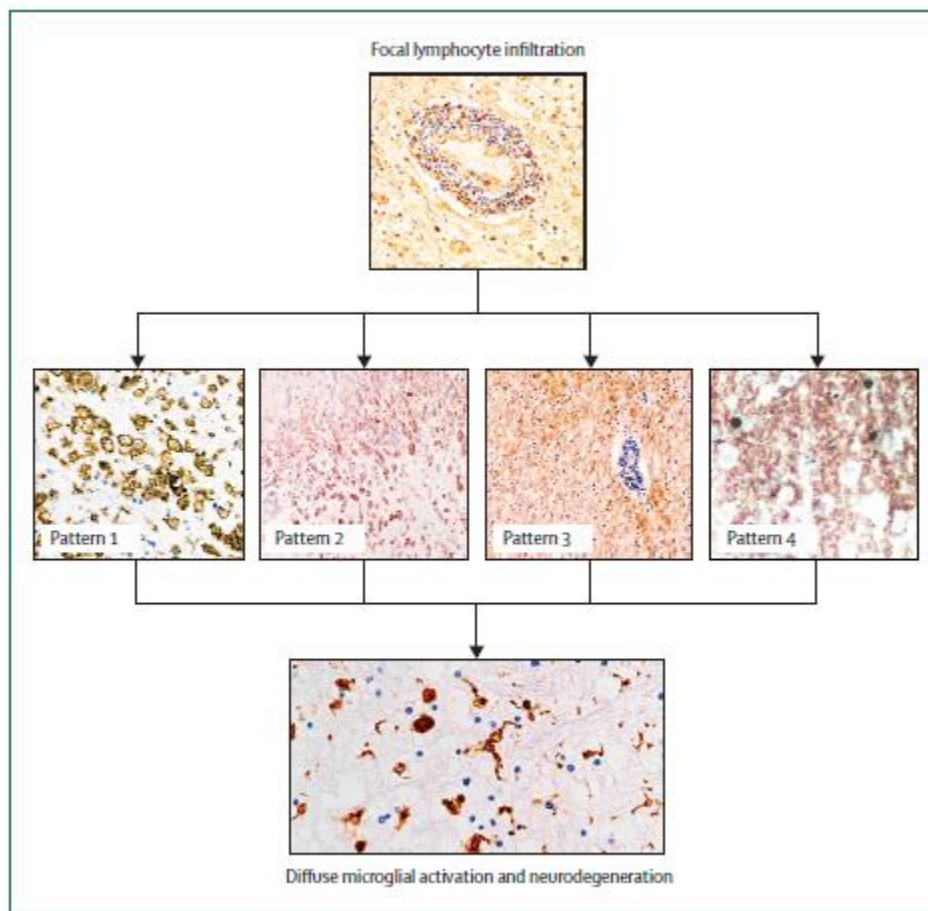 Focal lymphocyte infiltration
Pattern 1
Pattern 2
Pattern 3
Pattern 4
Diffuse microglial activation and neurodegeneration